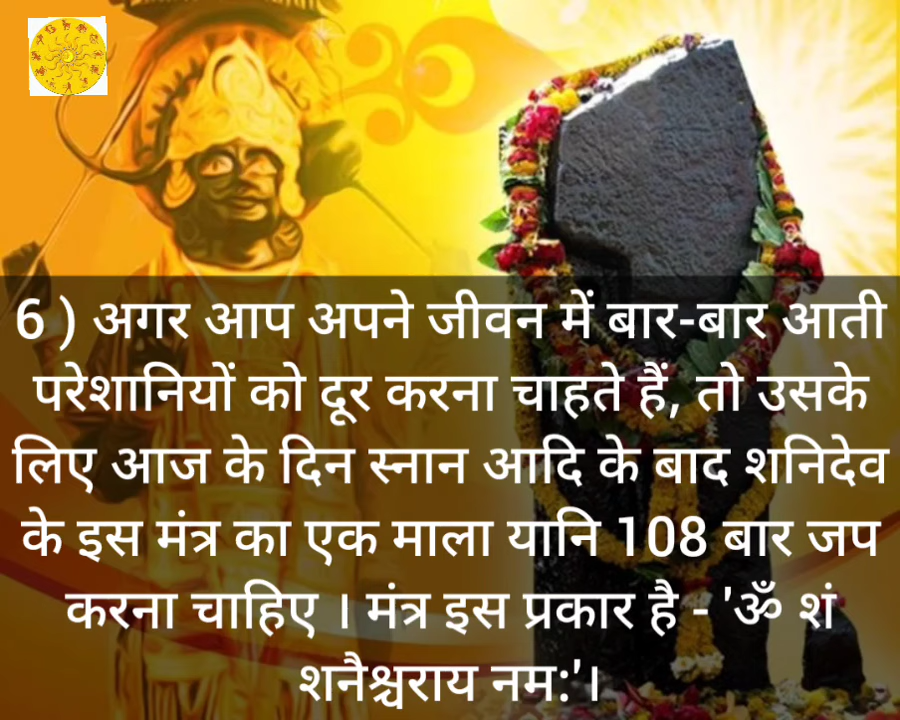 6 ) अगर आप अपने जीवन में बार-बार आती
परेशानियों को दूर करना चाहते हैं, तो उसके
लिए आज के दिन स्नान आदि के बाद शनिदेव
के इस मंत्र का एक माला यानि 108 बार जप
करना चाहिए । मंत्र इस प्रकार है - 'ॐ शं
शनैश्चराय नम:'।